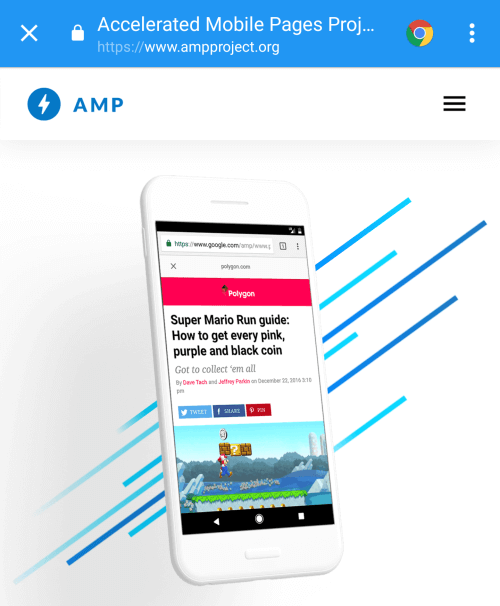 Accelerated Mobile Pages Proj...
https://www.ampproject.org
AMP
https://www.google.com/amp/www.p
polygon.com
Polygon
Super Mario Run guide:
How to get every pink,
purple and black coin
Got to collect 'em all
By Dave Tach and Jeffrey Parkin on December 22, 2016 3:10
pm
TWEET
SHARE
PIN